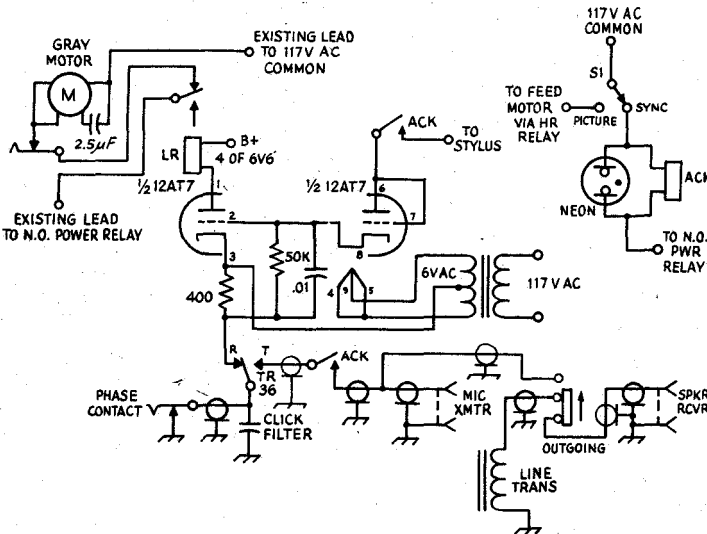 GRAY
MOTOR
M
2.5µF
EXISTING LEAD
TO 117V AC
COMMON
LR
B+
4 OF 6V6
½ 12AT7
1
2
3
EXISTING LEAD
TO N.O. POWER RELAY
400
50K
.01
ACK
TO
STYLUS
½ 12AT7
6
7
8
4
9
5
6VAC
117 V AC
117V AC
COMMON
S1
SYNC
TO FEED
MOTOR
VIA HR
RELAY
PICTURE
NEON
ACK
TO N.O.
PWR
RELAY
R
T
TR
36
ACK
PHASE
CONTACT
CLICK
FILTER
MIC
XMTR
LINE
TRANS
OUTGOING
SPKR
RCVR